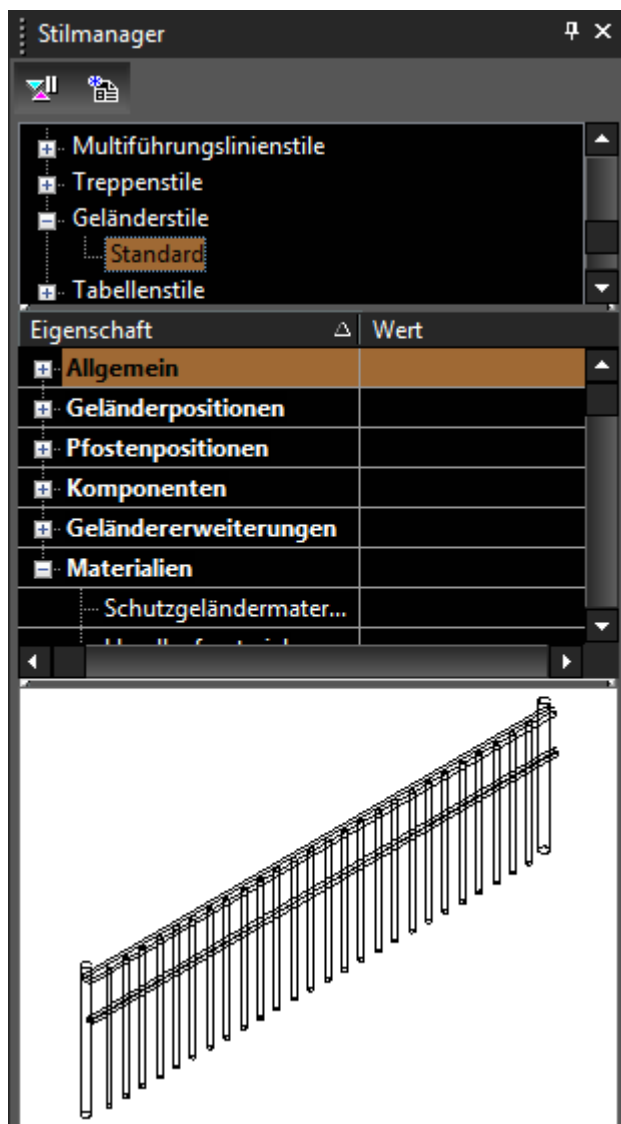 Stilmanager
Multiführungslinienstile
Treppenstile
Geländerstile
Standard
Tabellenstile
Eigenschaft Wert
Allgemein
Geländerpositionen
Pfostenpositionen
Komponenten
Geländererweiterungen
Materialien
Schutzgeländermater...